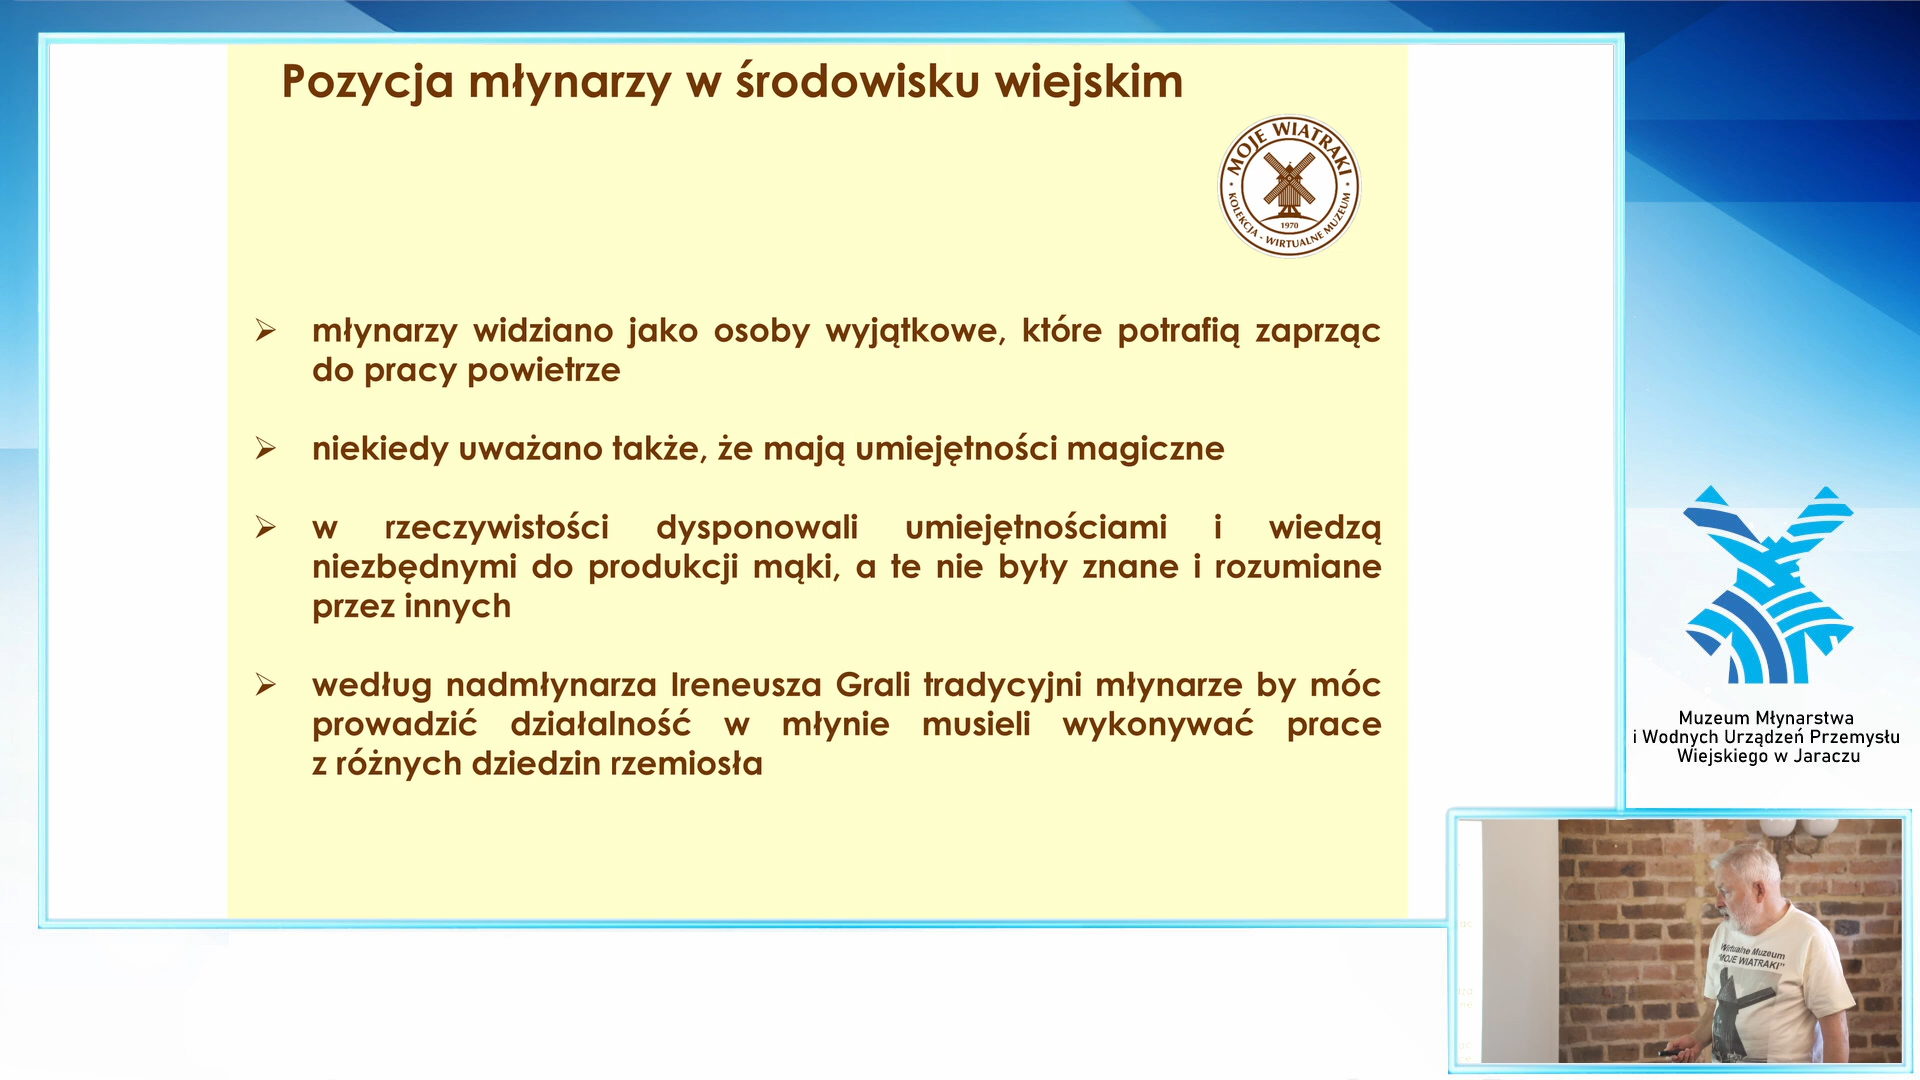 Pozycja młynarzy w środowisku wiejskim
MOJE WIATRAKI
1970
KOLEKCJA - WIRTUALNE MUZEUM
młynarzy widziano jako osoby wyjątkowe, które potrafią zaprząc
do pracy powietrze
niekiedy uważano także, że mają umiejętności magiczne
w rzeczywistości dysponowali umiejętnościami i wiedzą
niezbędnymi do produkcji mąki, a te nie były znane i rozumiane
przez innych
według nadmłynarza Ireneusza Grali tradycyjni młynarze by móc
prowadzić działalność w młynie musieli wykonywać prace
z różnych dziedzin rzemiosła
Muzeum Młynarstwa
i Wodnych Urządzeń Przemysłu
Wiejskiego w Jaraczu
Wirtualne Muzeum
"MOJE WIATRAKI"